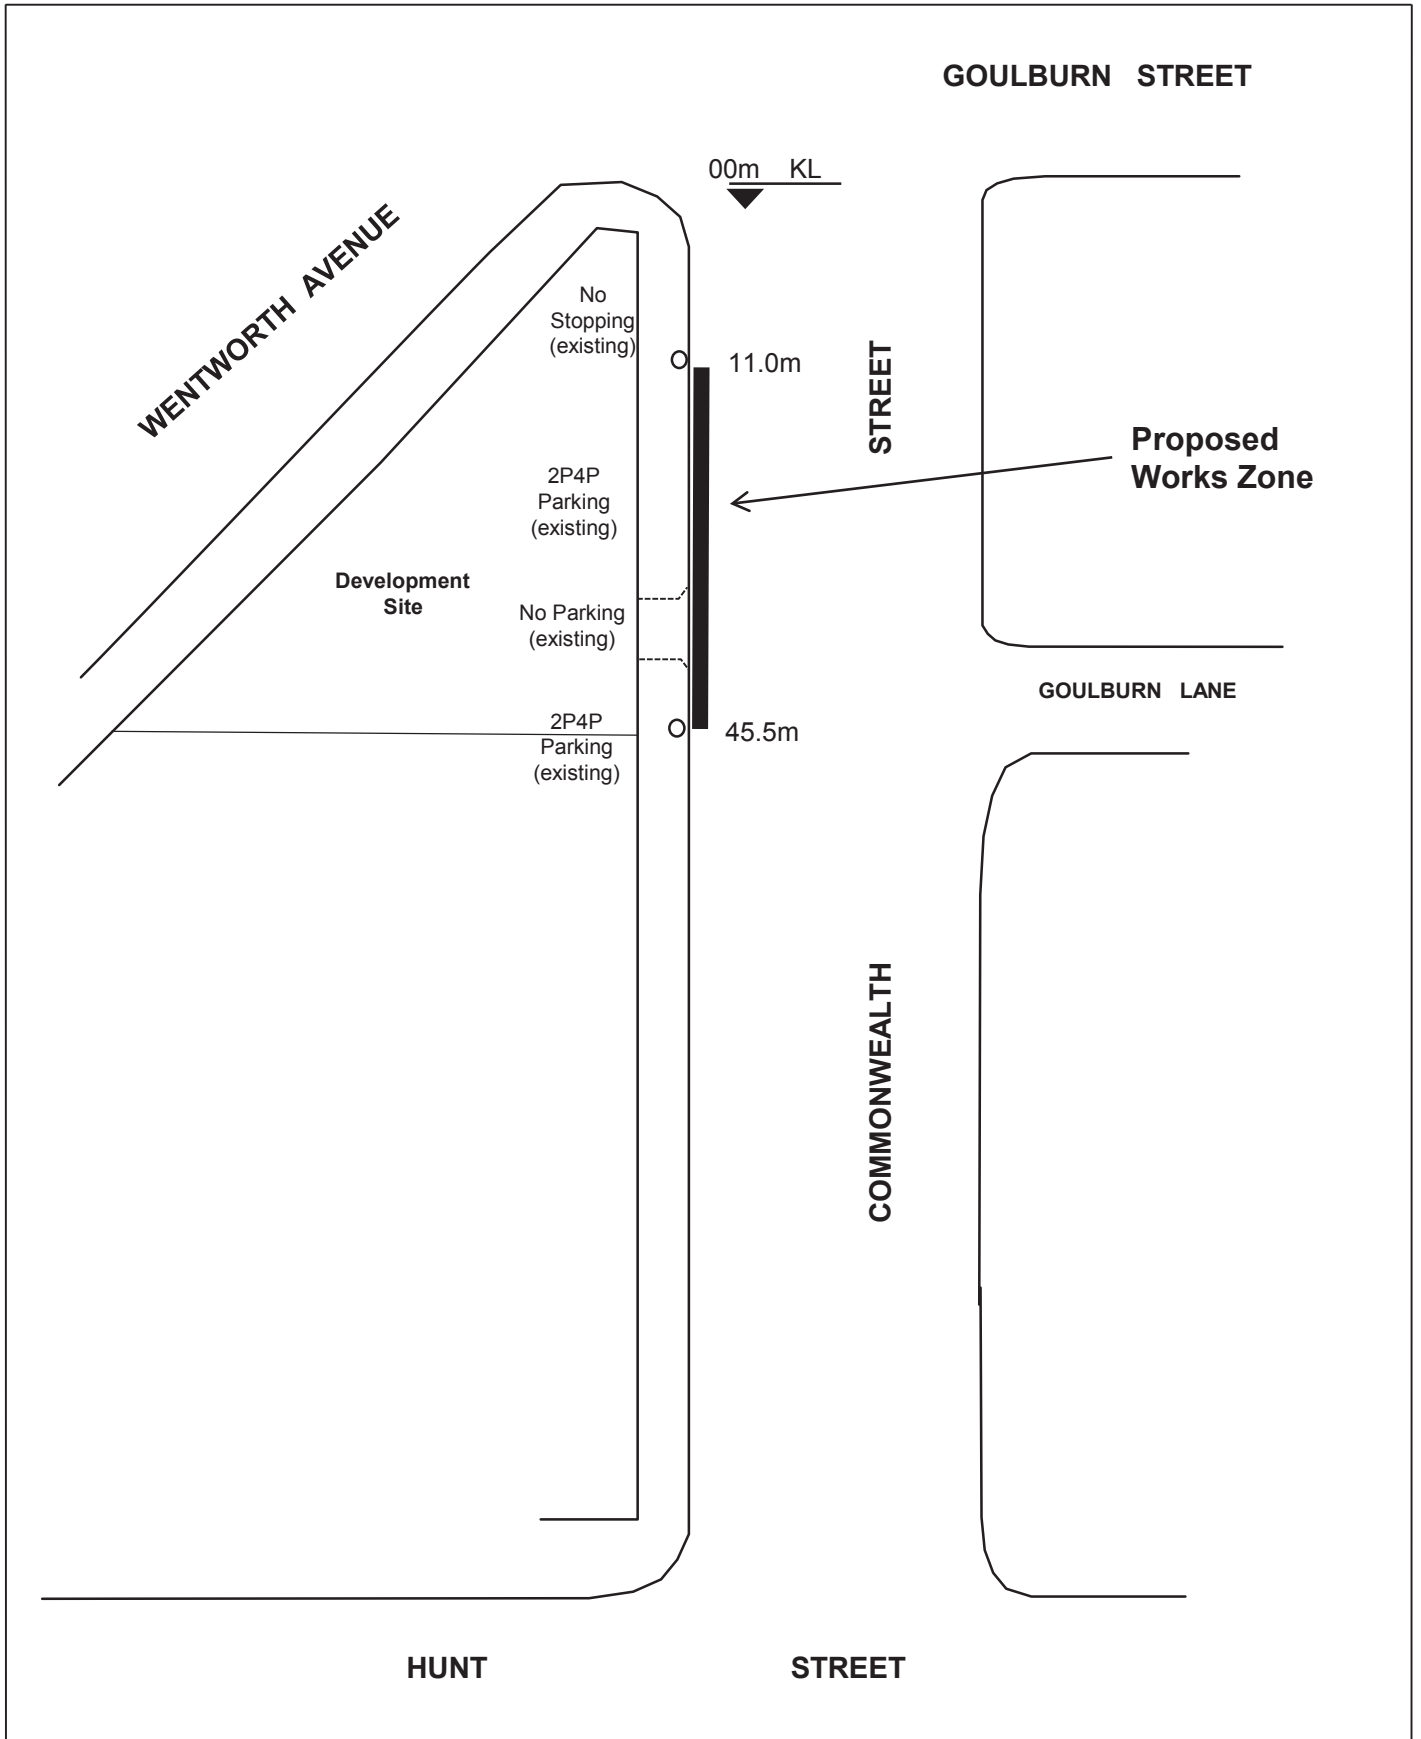 GOULBURN STREET
00m KL
WENTWORTH AVENUE
No
Stopping
(existing)
11.0m
STREET
Proposed
Works Zone
2P4P
Parking
(existing)
Development
Site
No Parking
(existing)
GOULBURN LANE
2P4P
Parking
(existing)
45.5m
COMMONWEALTH
HUNT STREET